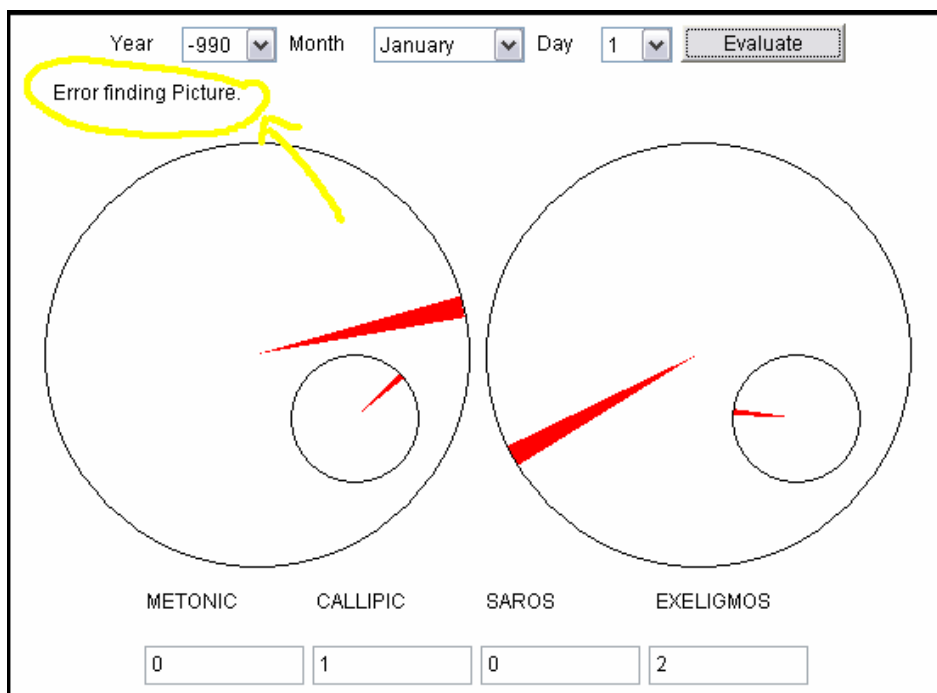 Year -990 Month January Day 1 Evaluate
Error finding Picture.
METONIC CALLIPIC SAROS EXELIGMOS
0 1 0 2